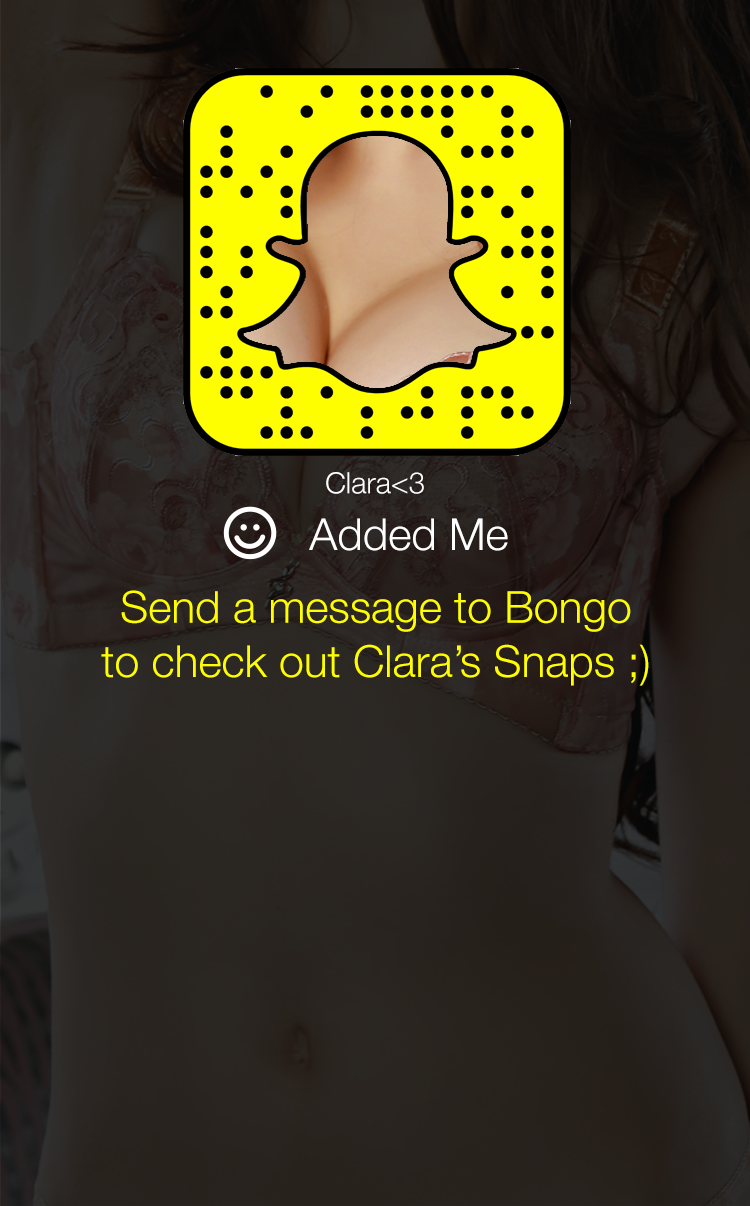 Clara<3
Added Me
Send a message to Bongo
to check out Clara’s Snaps ;)